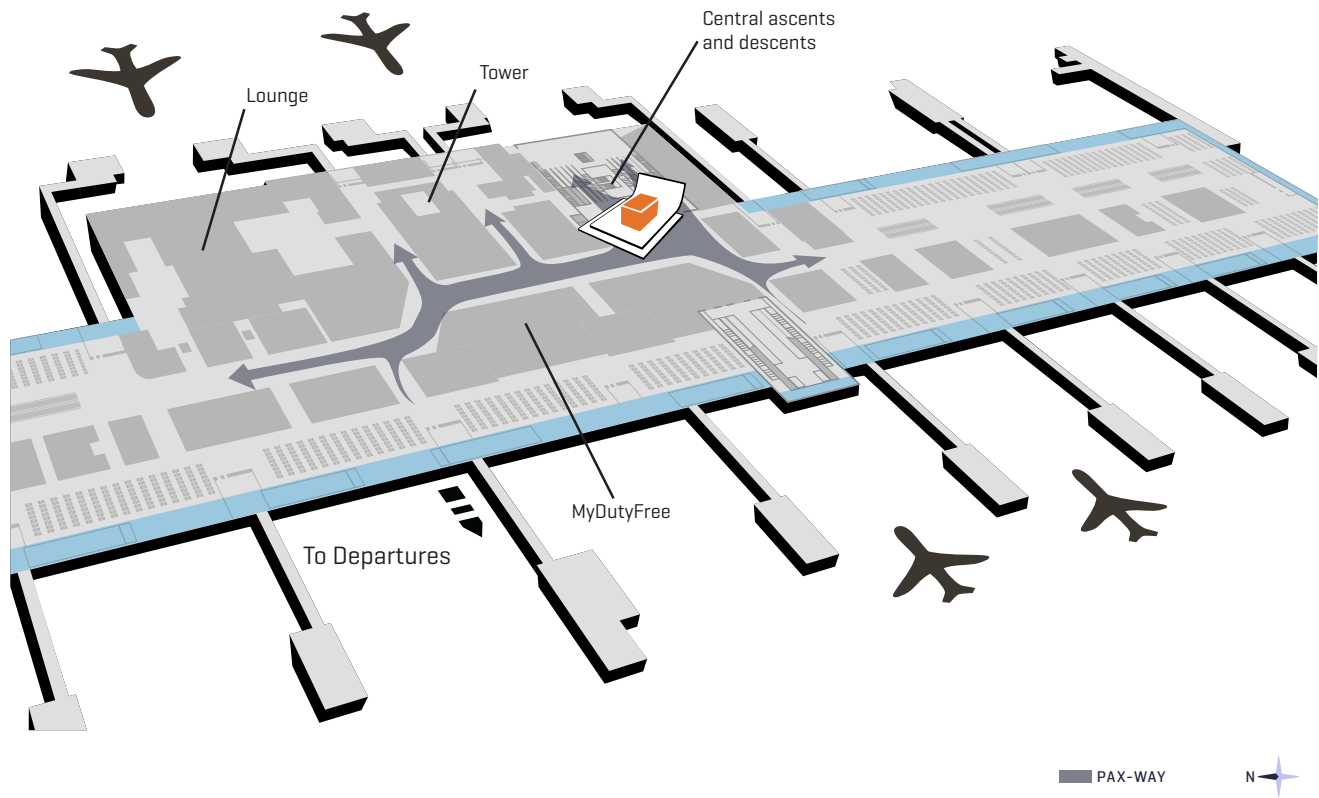 Central ascents
and descents
Tower
Lounge
MyDutyFree
To Departures
PAX-WAY
N